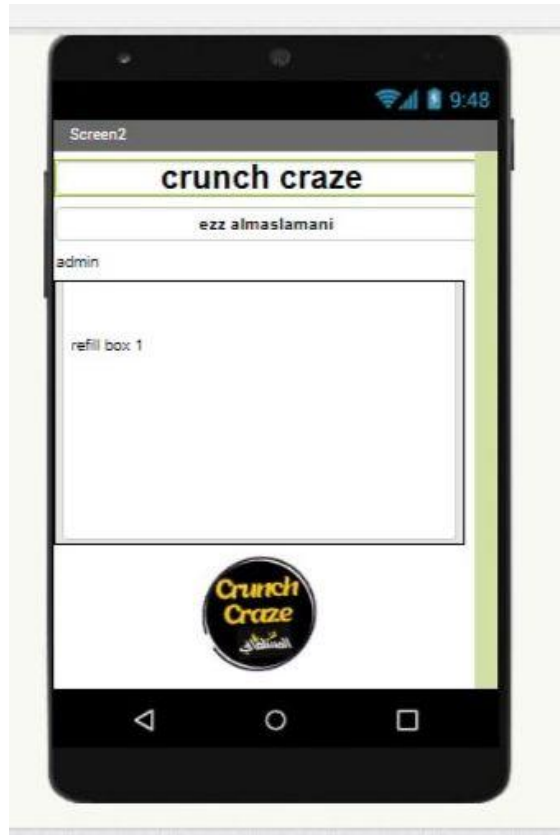 9:48
Screen2
crunch craze
ezz almaslamani
admin
refill box 1
Crunch
Craze